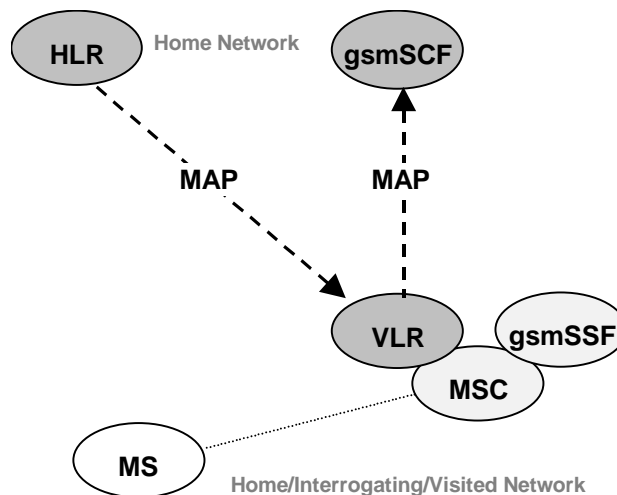 HLR
Home Network
gsmSCF
MAP
MAP
VLR
gsmSSF
MSC
MS
Home/Interrogating/Visited Network